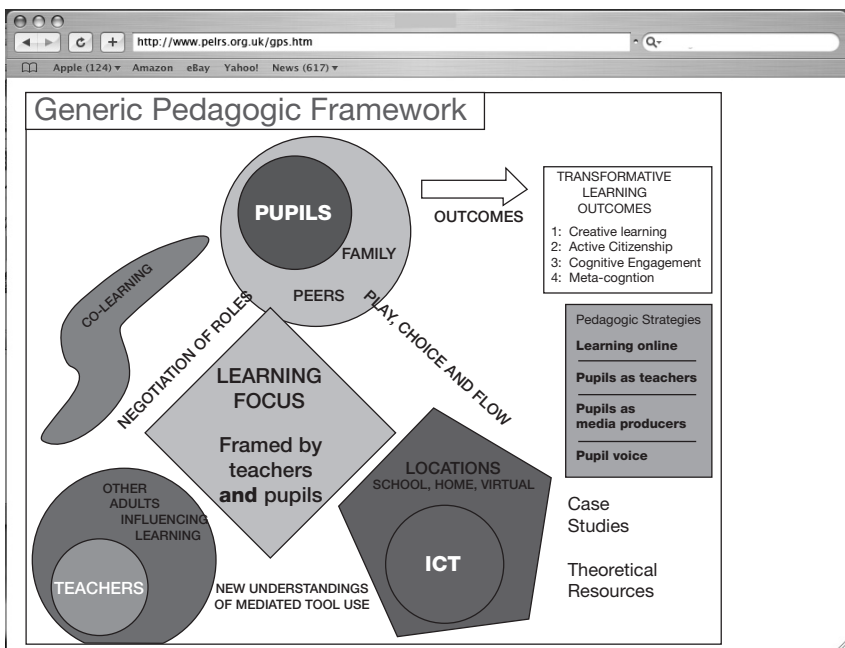 http://www.pelrs.org.uk/gps.htm
Q-
Apple (124) Amazon eBay Yahoo! News (617)
Generic Pedagogic Framework
PUPILS
FAMILY
PEERS
OUTCOMES
TRANSFORMATIVE
LEARNING
OUTCOMES
1: Creative learning
2: Active Citizenship
3: Cognitive Engagement
4: Meta-cogntion
CO-LEARNING
NEGOTIATION OF ROLES
PLAY, CHOICE AND FLOW
Pedagogic Strategies
Learning online
Pupils as teachers
Pupils as
media producers
Pupil voice
LEARNING
FOCUS
Framed by
teachers
and pupils
LOCATIONS
SCHOOL, HOME, VIRTUAL
ICT
OTHER
ADULTS
INFLUENCING
LEARNING
TEACHERS
NEW UNDERSTANDINGS
OF MEDIATED TOOL USE
Case
Studies
Theoretical
Resources